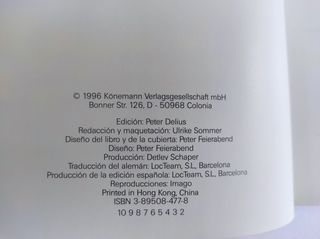 © 1996 Könemann Verlagsgesellschaft mbH
Bonner Str. 126, D - 50968 Colonia
Edición: Peter Delius
Redacción y maquetación: Ulrike Sommer
Diseño del libro y de la cubierta: Peter Feierabend
Diseño: Peter Feierabend
Producción: Detlev Schaper
Traducción del alemán: LocTeam, S.L, Barcelona
Producción de la edición española: LocTeam, S.L, Barcelona
Reproducciones: Imago
Printed in Hong Kong, China
ISBN 3-89508-477-8
10 9 8 7 6 5 4 3 2